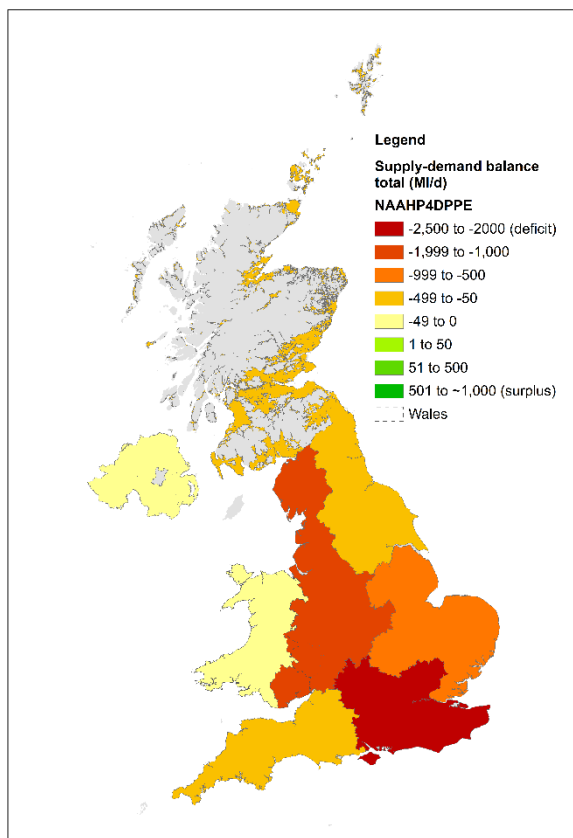 Legend
Supply-demand balance
total (Ml/d)
NAAHP4DPPE
-2,500 to -2000 (deficit)
-1,999 to -1,000
-999 to -500
-499 to -50
-49 to 0
1 to 50
51 to 500
501 to ~1,000 (surplus)
Wales